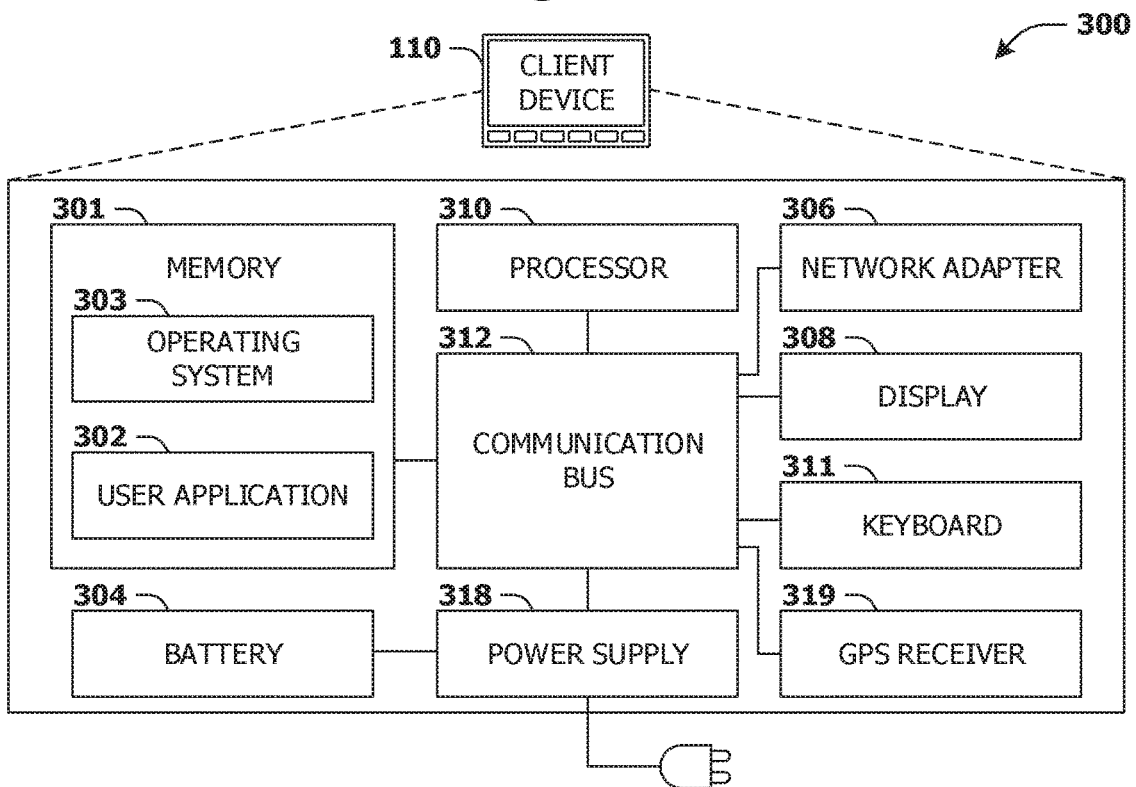 300
110
CLIENT
DEVICE
301
310
306
MEMORY
PROCESSOR
NETWORK ADAPTER
303
312
308
OPERATING
SYSTEM
DISPLAY
302
COMMUNICATION
BUS
311
USER APPLICATION
KEYBOARD
304
318
319
BATTERY
POWER SUPPLY
GPS RECEIVER